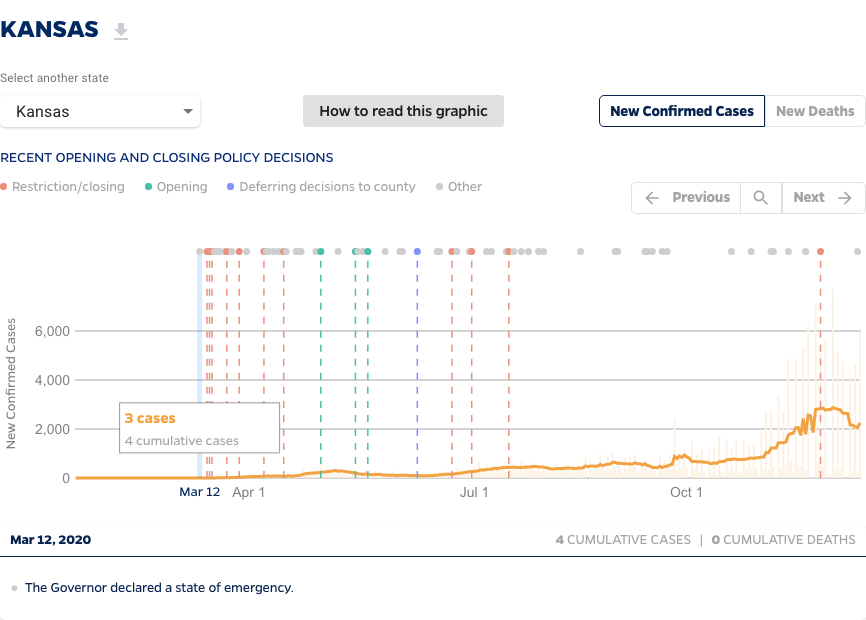 KANSAS
Select another state
Kansas
How to read this graphic
New Confirmed Cases
New Deaths
RECENT OPENING AND CLOSING POLICY DECISIONS
Restriction/closing
Opening
Deferring decisions to county
Other
Previous
Next
New Confirmed Cases
6,000
4,000
2,000
0
3 cases
4 cumulative cases
Mar 12
Apr 1
Jul 1
Oct 1
Mar 12, 2020
4 CUMULATIVE CASES | 0 CUMULATIVE DEATHS
The Governor declared a state of emergency.